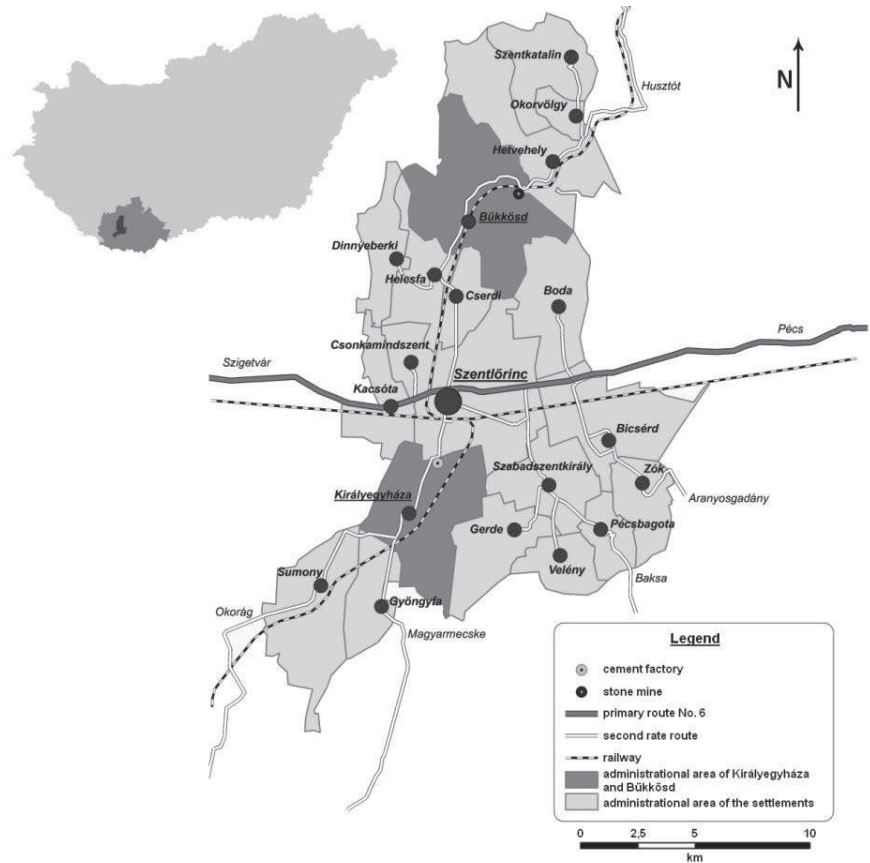 Szentkatalin
Husztót
N
Okorvölgy
Hetvehely
Bükkösd
Dinnyeberki
Helesfa
Cserdi
Boda
Pécs
Csonkamindszent
Szigetvár
Szentlőrinc
Kacsóta
Bicsérd
Szabadszentkirály
Zók
Királyegyháza
Aranyosgadány
Gerde
Pécsbagota
Velény
Sumony
Baksa
Okorág
Gyöngyfa
Magyarmecske
Legend
cement factory
stone mine
primary route No. 6
second rate route
railway
administrational area of Királyegyháza
and Bükkösd
administrational area of the settlements
0 2,5 5 10
km